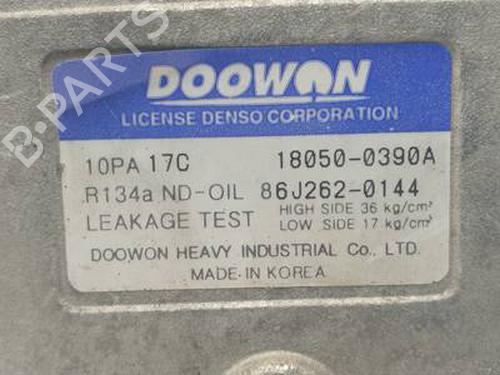 DOOWON
LICENSE DENSO CORPORATION
10PA 17C 18050-0390A
R134a ND-OIL 86J262-0144
LEAKAGE TEST HIGH SIDE 36 kg/cm²
LOW SIDE 17 kg/cm²
DOOWON HEAVY INDUSTRIAL Co., LTD.
MADE IN KOREA
B-PARTS